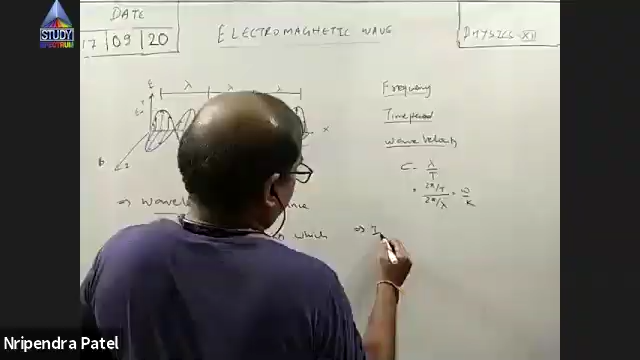 STUDY
SPECTRUM
DATE
17 | 09 | 20
ELECTROMAGNETIC WAVE
PHYSICS-XII
λ λ λ
E
x
Frequency
Time period
wave velocity
C = λ/T
= 2π/T / 2π/λ = ω/k
⇒ wave
which
⇒ I
Nripendra Patel